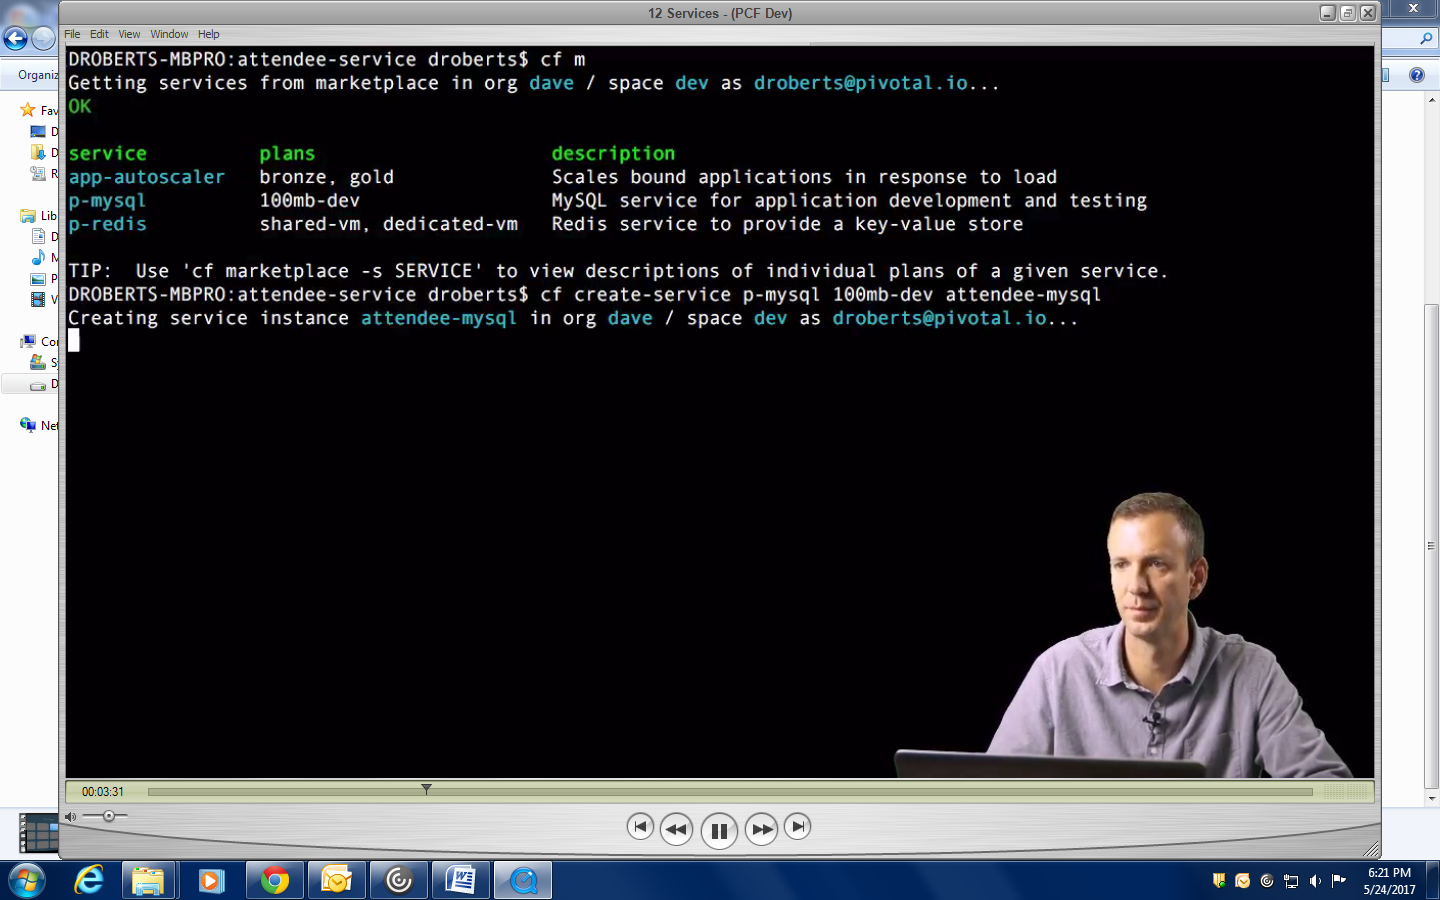 12 Services - (PCF Dev)
File Edit View Window Help
DROBERTS-MBPRO:attendee-service droberts$ cf m
Getting services from marketplace in org dave / space dev as droberts@pivotal.io...
OK
service plans description
app-autoscaler bronze, gold Scales bound applications in response to load
p-mysql 100mb-dev MySQL service for application development and testing
p-redis shared-vm, dedicated-vm Redis service to provide a key-value store
TIP:  Use 'cf marketplace -s SERVICE' to view descriptions of individual plans of a given service.
DROBERTS-MBPRO:attendee-service droberts$ cf create-service p-mysql 100mb-dev attendee-mysql
Creating service instance attendee-mysql in org dave / space dev as droberts@pivotal.io...
Organiz
Fav
D
D
R
Lib
D
M
P
V
Co
Sy
D
Net
00:03:31
6:21 PM
5/24/2017